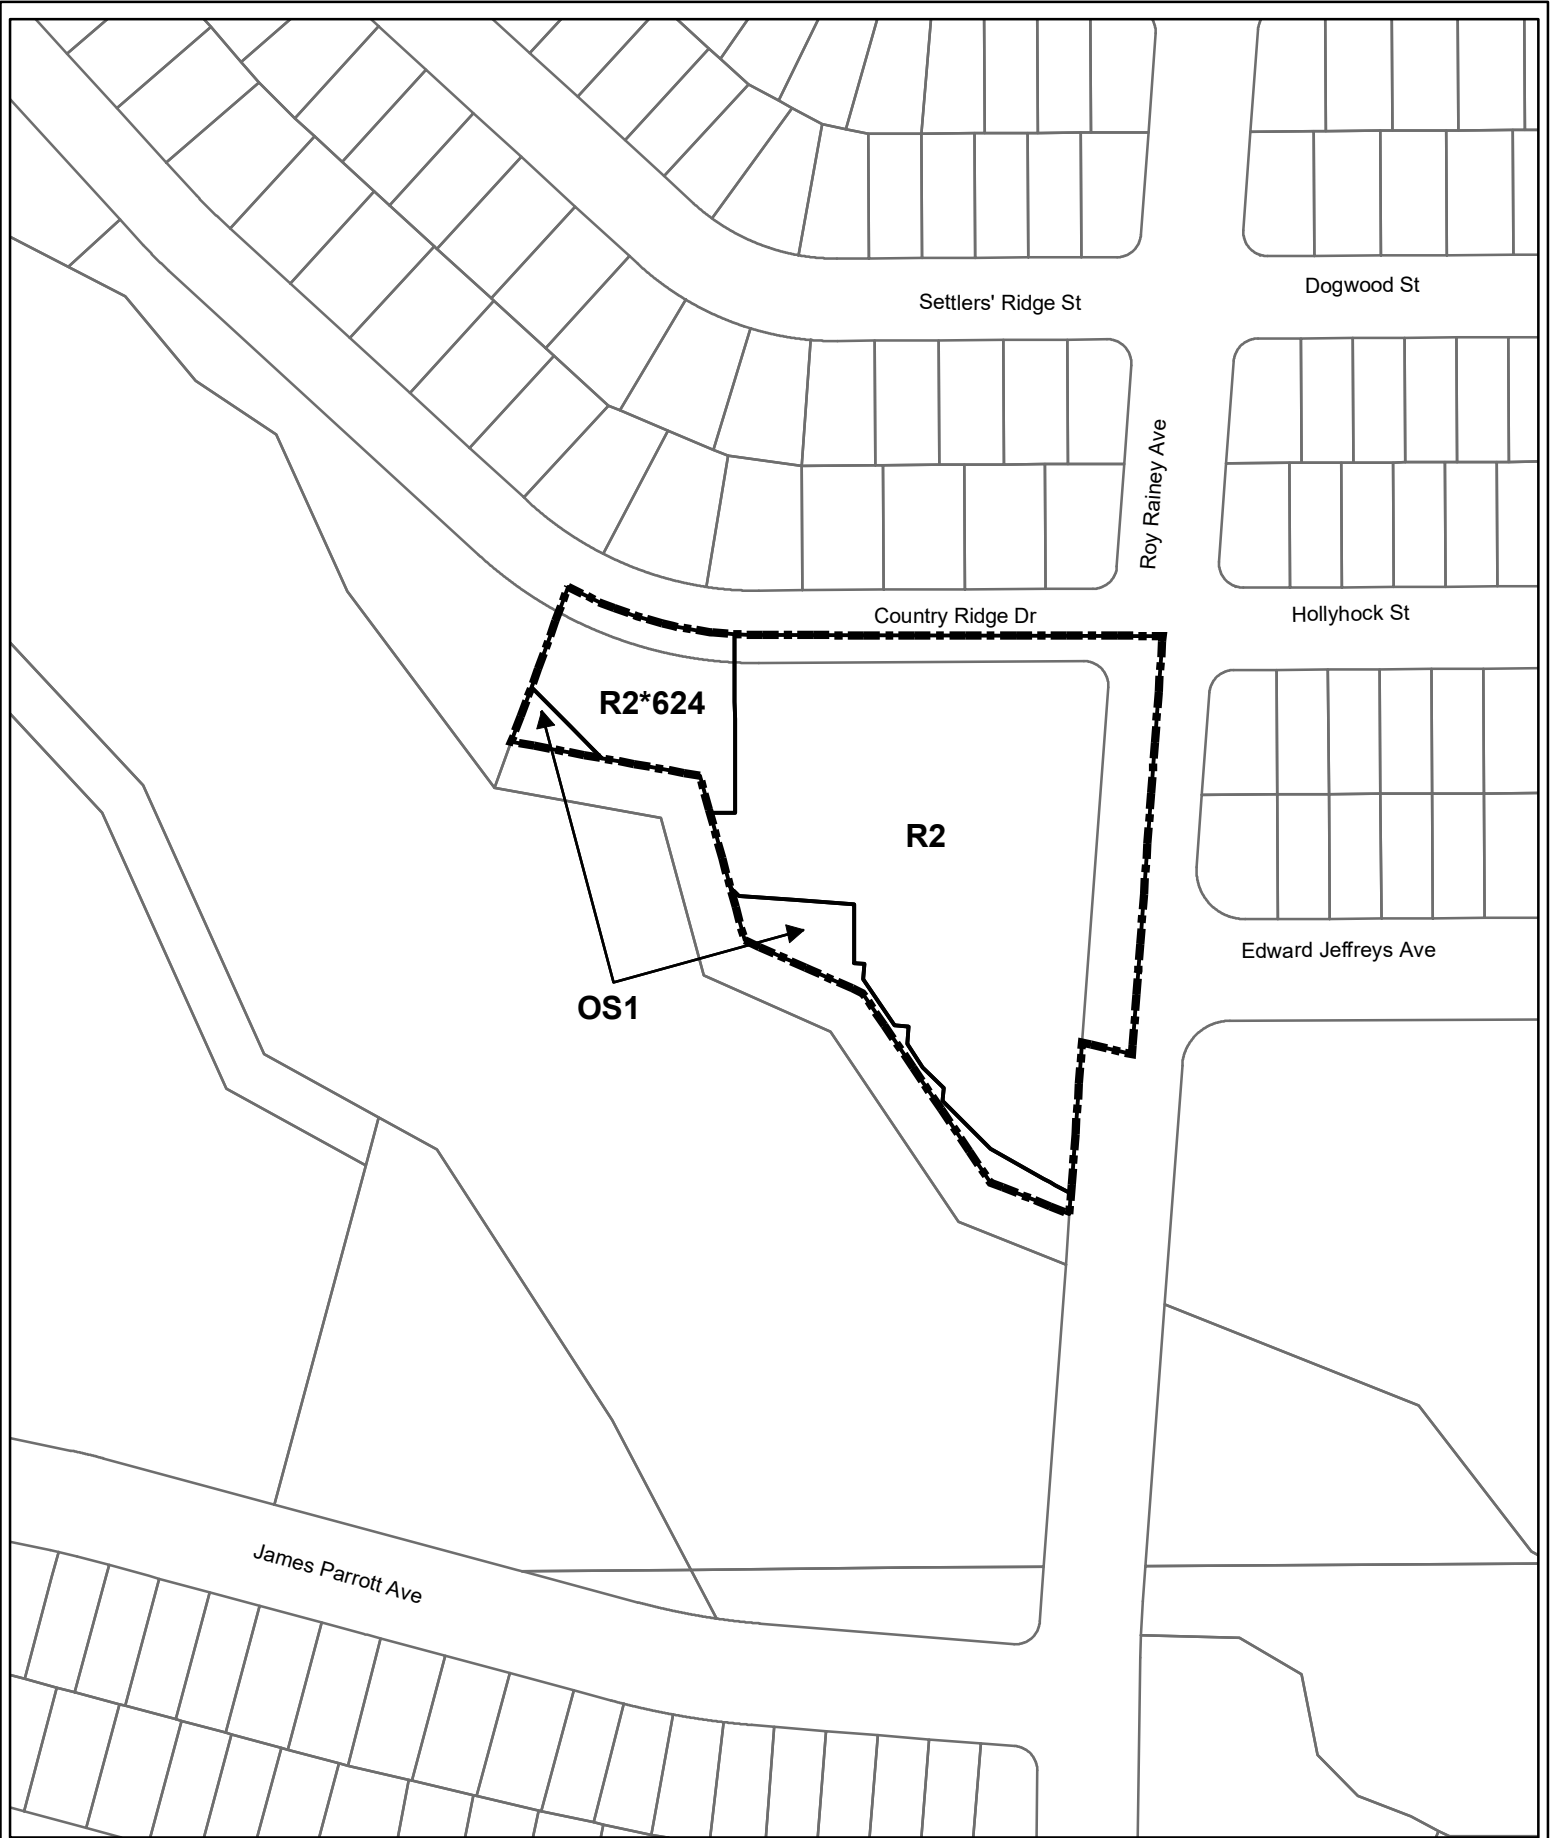 Dogwood St
Settlers' Ridge St
Roy Rainey Ave
Country Ridge Dr
Hollyhock St
R2*624
R2
Edward Jeffreys Ave
OS1
James Parrott Ave